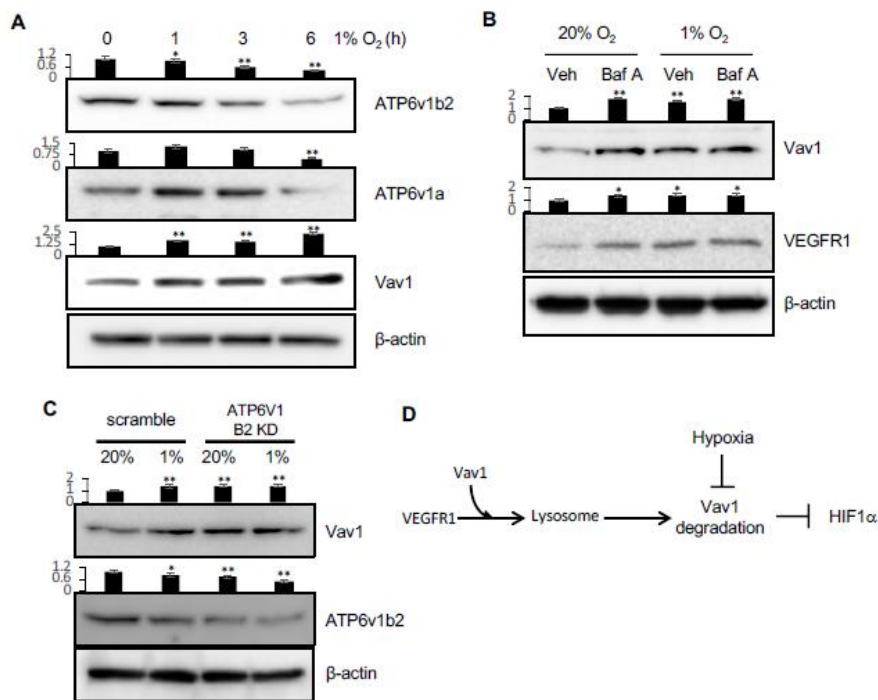 A
0 1 3 6 1% O2 (h)
1.2
0.6
0
* ** **
ATP6v1b2
1.5
0.75
0
**
ATP6v1a
2.5
1.25
0
** ** **
Vav1
β-actin
B
20% O2 1% O2
Veh Baf A Veh Baf A
2
1
0
** ** **
Vav1
2
1
0
* * *
VEGFR1
β-actin
C
scramble ATP6V1
B2 KD
20% 1% 20% 1%
2
1
0
** ** **
Vav1
1.2
0.6
0
* ** **
ATP6v1b2
β-actin
D
Hypoxia
Vav1
VEGFR1 Lysosome Vav1
degradation HIF1α